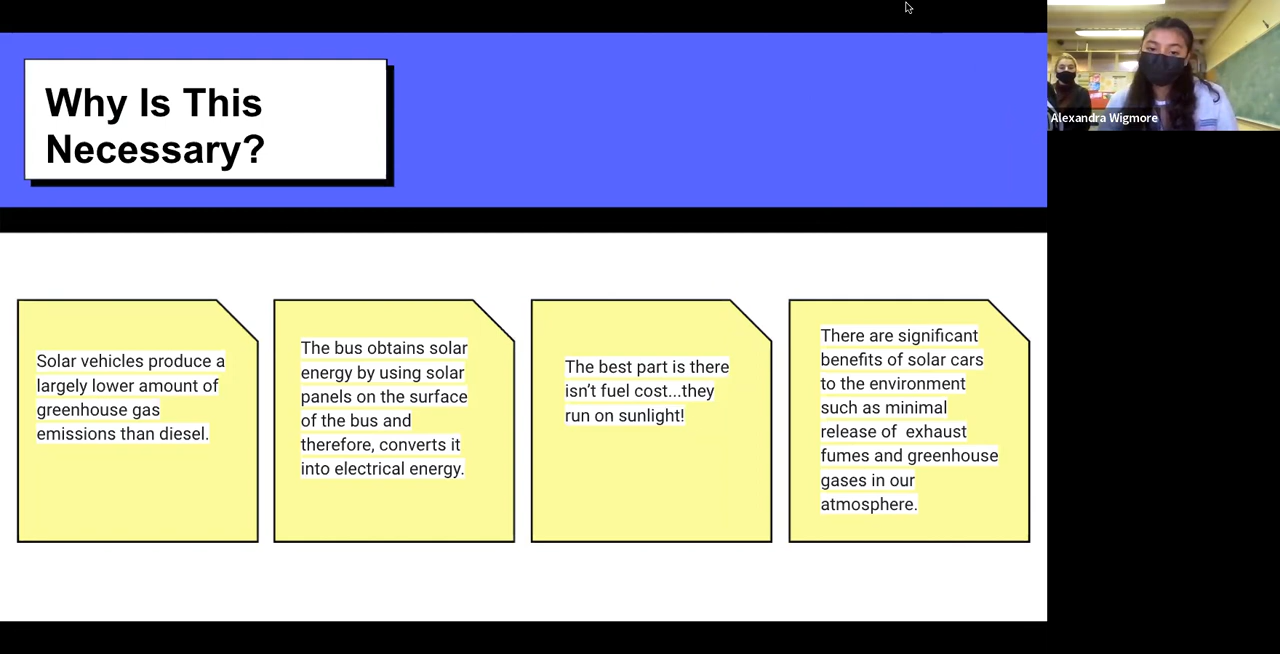 Why Is This
Necessary?
Alexandra Wigmore
Solar vehicles produce a
largely lower amount of
greenhouse gas
emissions than diesel.
The bus obtains solar
energy by using solar
panels on the surface
of the bus and
therefore, converts it
into electrical energy.
The best part is there
isn’t fuel cost...they
run on sunlight!
There are significant
benefits of solar cars
to the environment
such as minimal
release of  exhaust
fumes and greenhouse
gases in our
atmosphere.